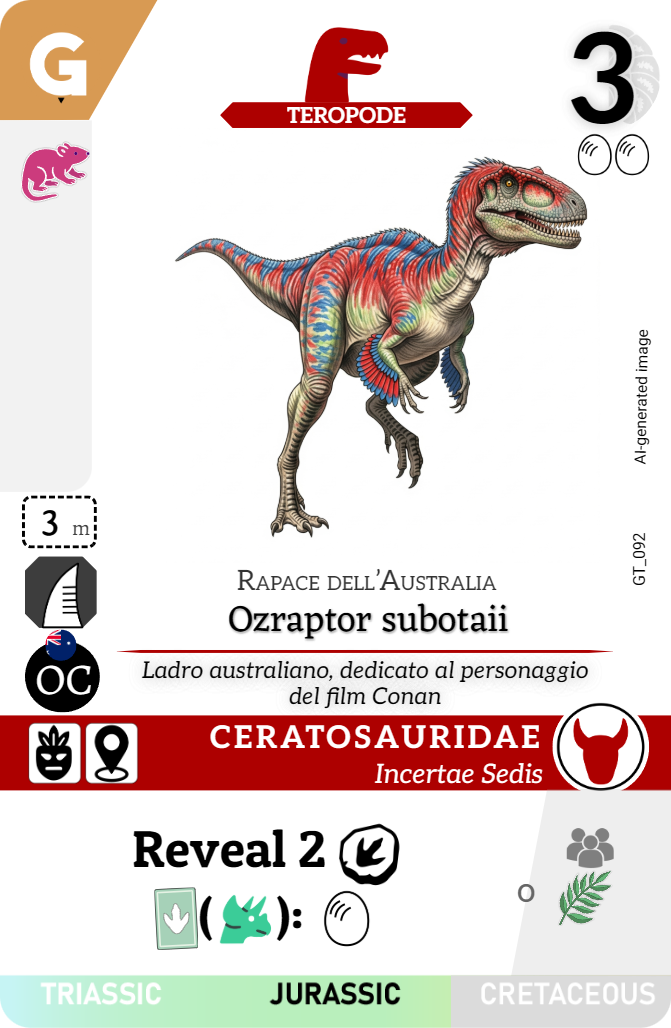 G
TEROPODE
3
AI-generated image
3 m
GT_092
RAPACE DELL'AUSTRALIA
Ozraptor subotaii
OC
Ladro australiano, dedicato al personaggio
del film Conan
CERATOSAURIDAE
Incertae Sedis
Reveal 2
( ):
O
TRIASSIC JURASSIC CRETACEOUS